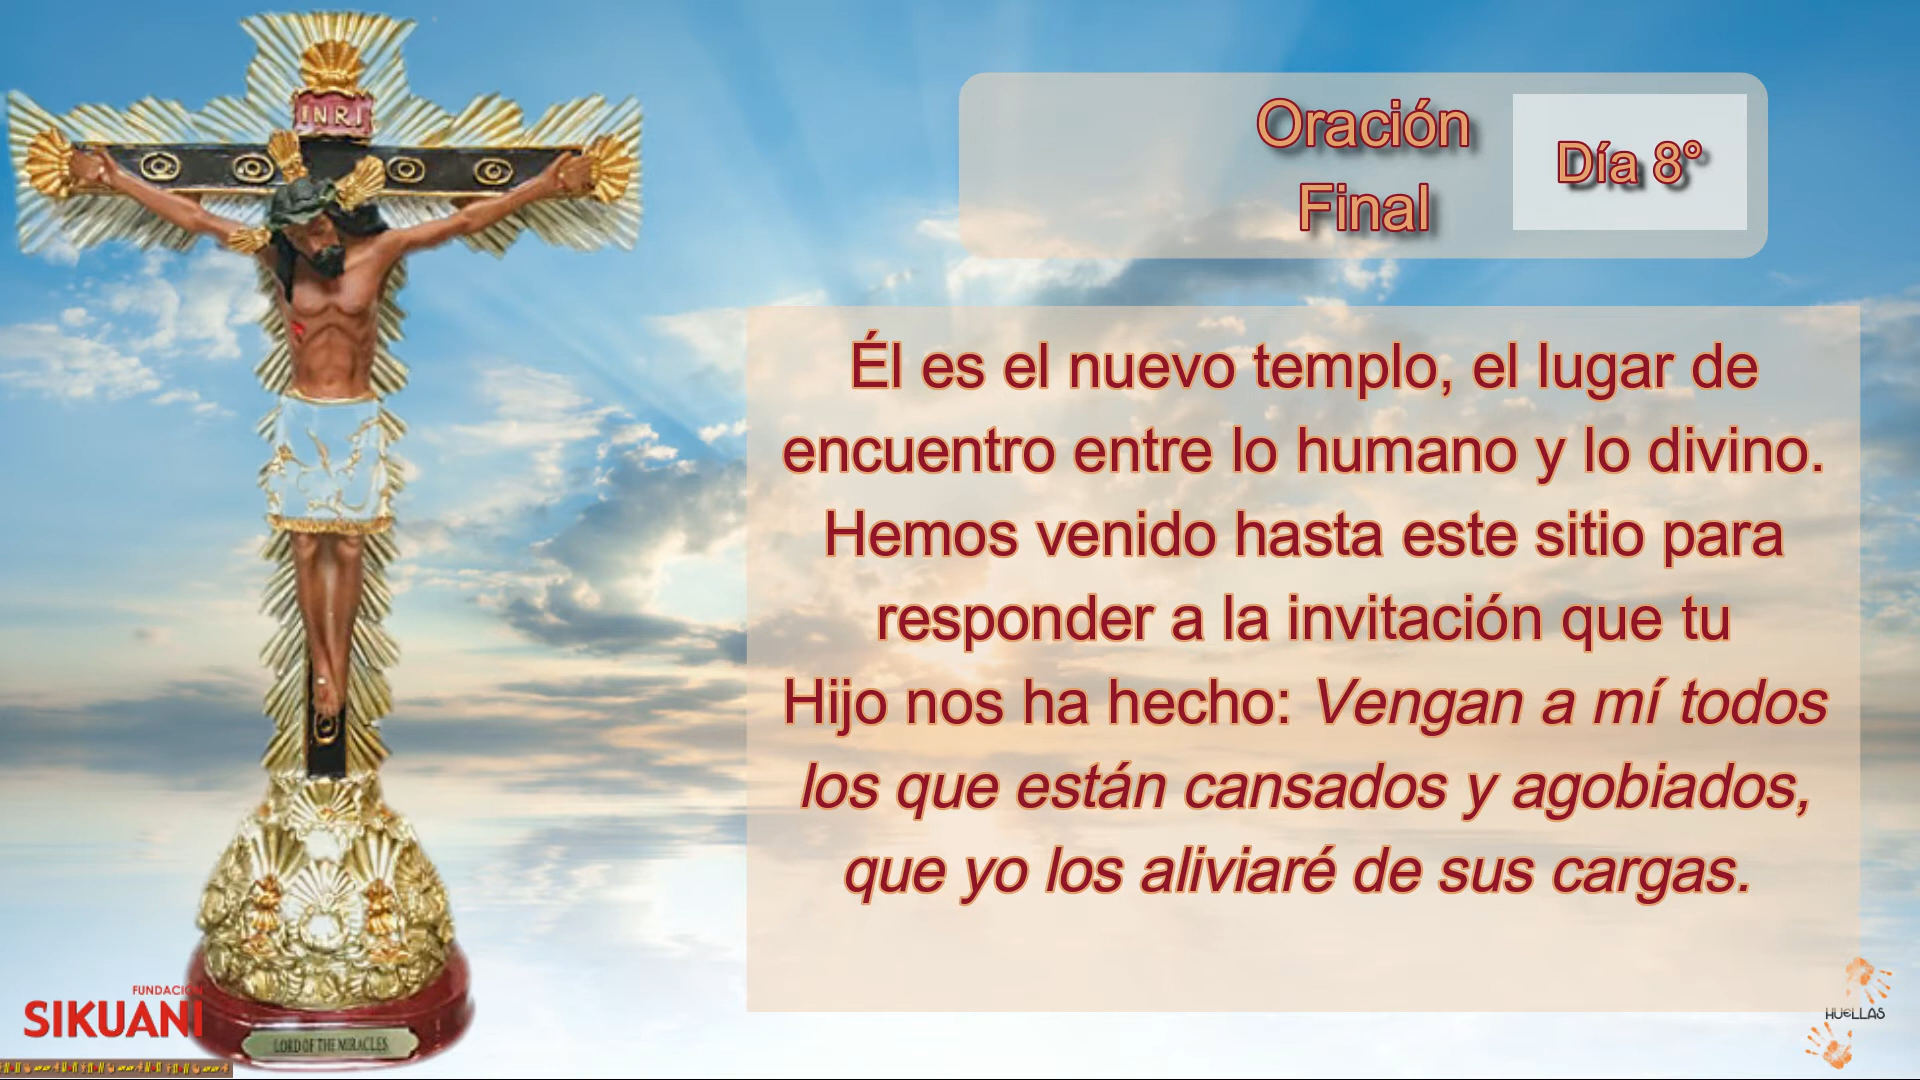 INRI
Oración
Final
Día 8°
Él es el nuevo templo, el lugar de
encuentro entre lo humano y lo divino.
Hemos venido hasta este sitio para
responder a la invitación que tu
Hijo nos ha hecho: Vengan a mí todos
los que están cansados y agobiados,
que yo los aliviaré de sus cargas.
FUNDACIÓN
SIKUANI
LORD OF THE MIRACLES
HUELLAS